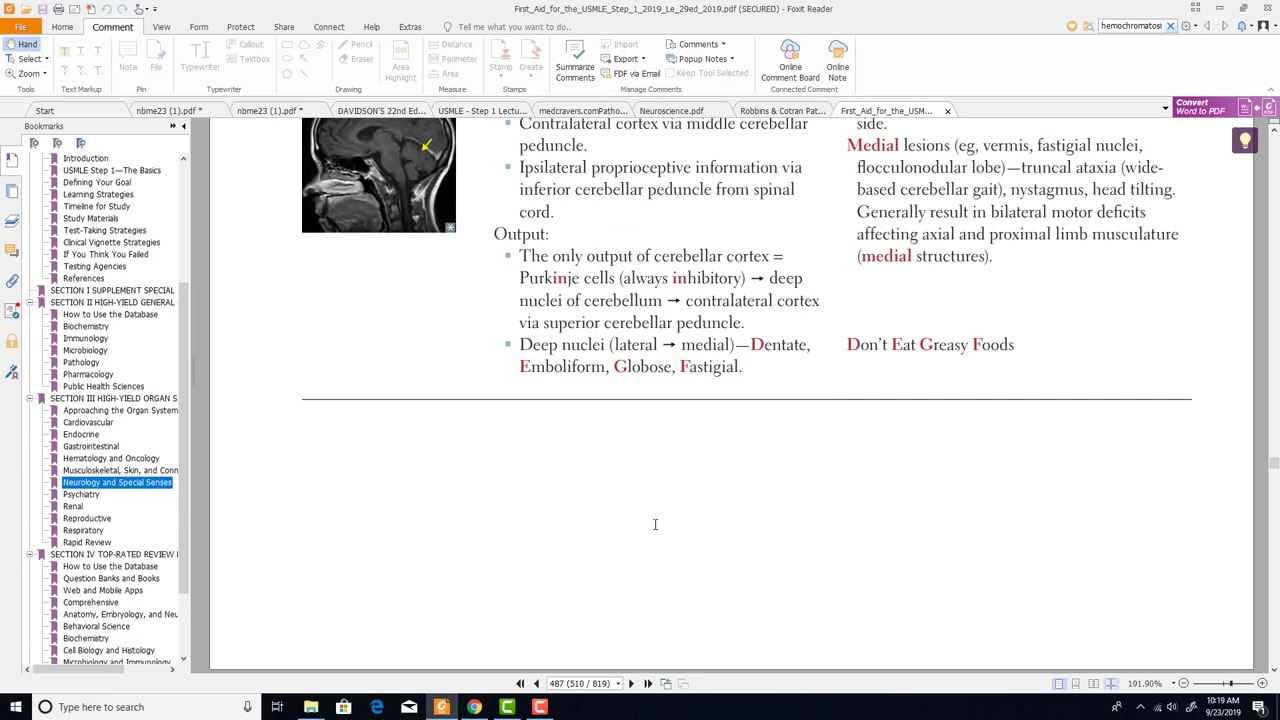 First_Aid_for_the_USMLE_Step_1_2019_Le_29ed_2019.pdf (SECURED) - Foxit Reader
File Home Comment View Form Protect Share Help Extras Tell me what you want to do... hemochromatosi
Hand
Select
Zoom
Tools
Text Markup
Note File
Pin
Typewriter
Callout
Textbox
Typewriter
Pencil
Eraser
Area Highlight
Drawing
Distance
Perimeter
Area
Measure
Stamp Create
Stamps
Summarize Comments
Import
Export
FDF via Email
Comments
Popup Notes
Keep Tool Selected
Manage Comments
Online Comment Board
Online Note
Connected Comment
Start nbme23 (1).pdf * nbme23 (1).pdf * DAVIDSON'S 22nd Ed... USMLE - Step 1 Lectu... medcravers.comPatho... Neuroscience.pdf Robbins & Cotran Pat... First_Aid_for_the_US...
Convert
Word to PDF
Bookmarks
Introduction
USMLE Step 1—The Basics
Defining Your Goal
Learning Strategies
Timeline for Study
Study Materials
Test-Taking Strategies
Clinical Vignette Strategies
If You Think You Failed
Testing Agencies
References
SECTION I SUPPLEMENT SPECIAL
SECTION II HIGH-YIELD GENERAL
How to Use the Database
Biochemistry
Immunology
Microbiology
Pathology
Pharmacology
Public Health Sciences
SECTION III HIGH-YIELD ORGAN S
Approaching the Organ System
Cardiovascular
Endocrine
Gastrointestinal
Hematology and Oncology
Musculoskeletal, Skin, and Conn
Neurology and Special Senses
Psychiatry
Renal
Reproductive
Respiratory
Rapid Review
SECTION IV TOP-RATED REVIEW
How to Use the Database
Question Banks and Books
Web and Mobile Apps
Comprehensive
Anatomy, Embryology, and Neu
Behavioral Science
Biochemistry
Cell Biology and Histology
Microbiology and Immunology
Contralateral cortex via middle cerebellar
peduncle.
Ipsilateral proprioceptive information via
inferior cerebellar peduncle from spinal
cord.
Output:
The only output of cerebellar cortex =
Purkinje cells (always inhibitory) → deep
nuclei of cerebellum → contralateral cortex
via superior cerebellar peduncle.
Deep nuclei (lateral → medial)—Dentate,
Emboliform, Globose, Fastigial.
side.
Medial lesions (eg, vermis, fastigial nuclei,
flocculonodular lobe)—truncal ataxia (wide-
based cerebellar gait), nystagmus, head tilting.
Generally result in bilateral motor deficits
affecting axial and proximal limb musculature
(medial structures).
Don't Eat Greasy Foods
487 (510 / 819)
191.90%
Type here to search
10:19 AM
9/23/2019